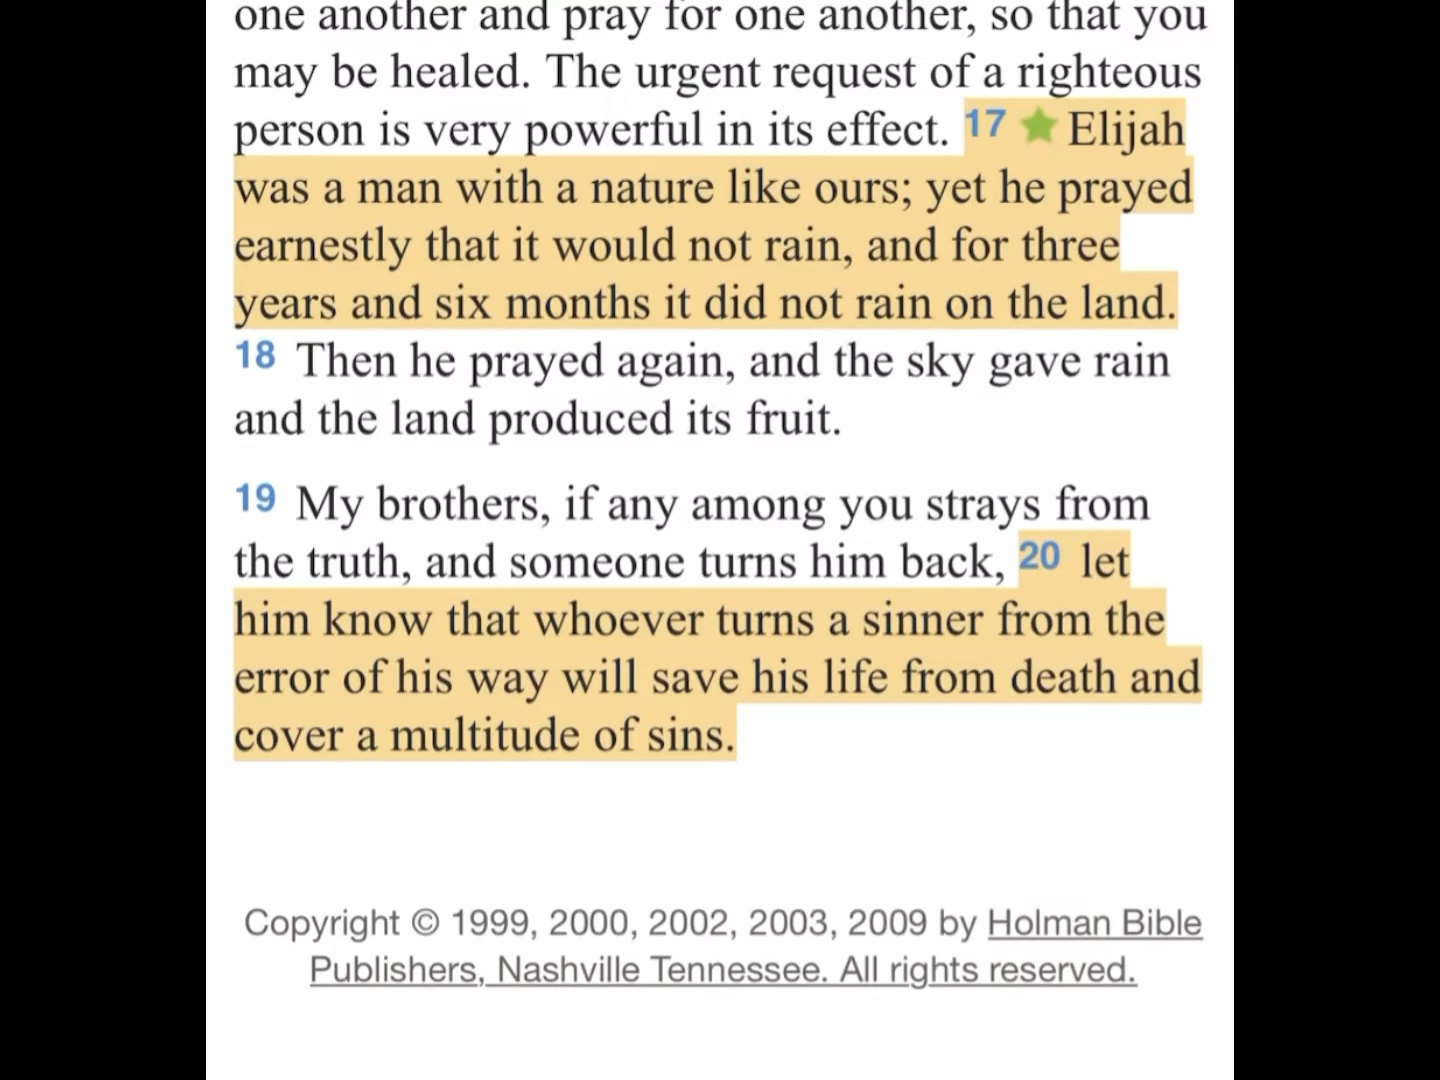 one another and pray for one another, so that you
may be healed. The urgent request of a righteous
person is very powerful in its effect. 17 Elijah
was a man with a nature like ours; yet he prayed
earnestly that it would not rain, and for three
years and six months it did not rain on the land.
18 Then he prayed again, and the sky gave rain
and the land produced its fruit.
19 My brothers, if any among you strays from
the truth, and someone turns him back, 20 let
him know that whoever turns a sinner from the
error of his way will save his life from death and
cover a multitude of sins.
Copyright © 1999, 2000, 2002, 2003, 2009 by Holman Bible
Publishers, Nashville Tennessee. All rights reserved.